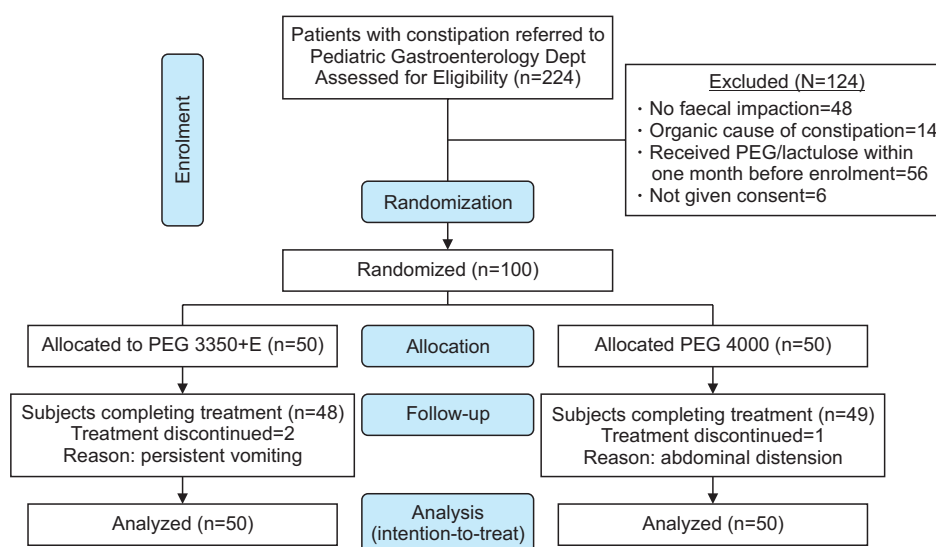 Patients with constipation referred to
Pediatric Gastroenterology Dept
Assessed for Eligibility (n=224)
Enrolment
Excluded (N=124)
· No faecal impaction=48
· Organic cause of constipation=14
· Received PEG/lactulose within
one month before enrolment=56
· Not given consent=6
Randomization
Randomized (n=100)
Allocated to PEG 3350+E (n=50)
Allocation
Allocated PEG 4000 (n=50)
Subjects completing treatment (n=48)
Treatment discontinued=2
Reason: persistent vomiting
Follow-up
Subjects completing treatment (n=49)
Treatment discontinued=1
Reason: abdominal distension
Analyzed (n=50)
Analysis
(intention-to-treat)
Analyzed (n=50)